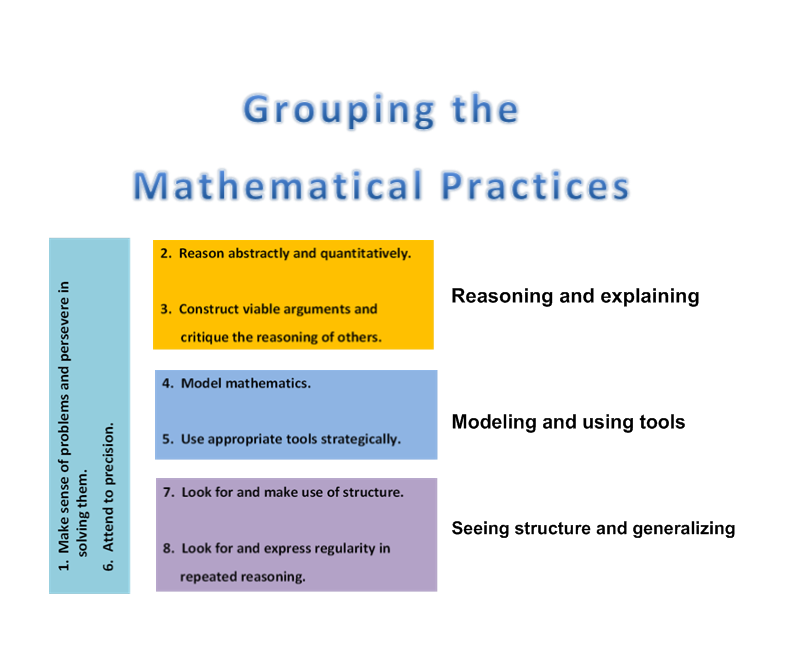 Grouping the
Mathematical Practices
1. Make sense of problems and persevere in
solving them.
6. Attend to precision.
2. Reason abstractly and quantitatively.
3. Construct viable arguments and
critique the reasoning of others.
Reasoning and explaining
4. Model mathematics.
5. Use appropriate tools strategically.
Modeling and using tools
7. Look for and make use of structure.
8. Look for and express regularity in
repeated reasoning.
Seeing structure and generalizing